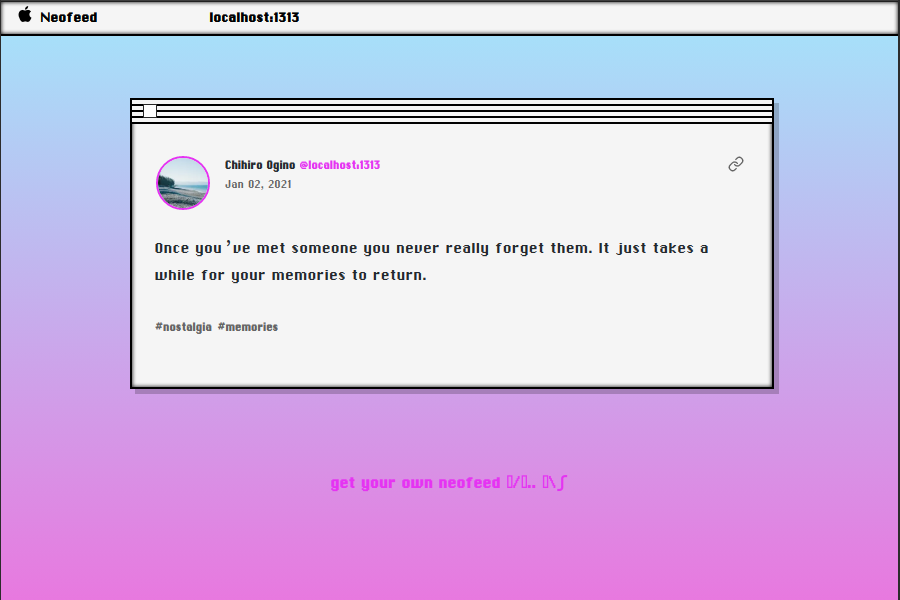 Neofeed localhost:1313
Chihiro Ogino @localhost:1313
Jan 02, 2021
Once you've met someone you never really forget them. It just takes a
while for your memories to return.
#nostalgia #memories
get your own neofeed